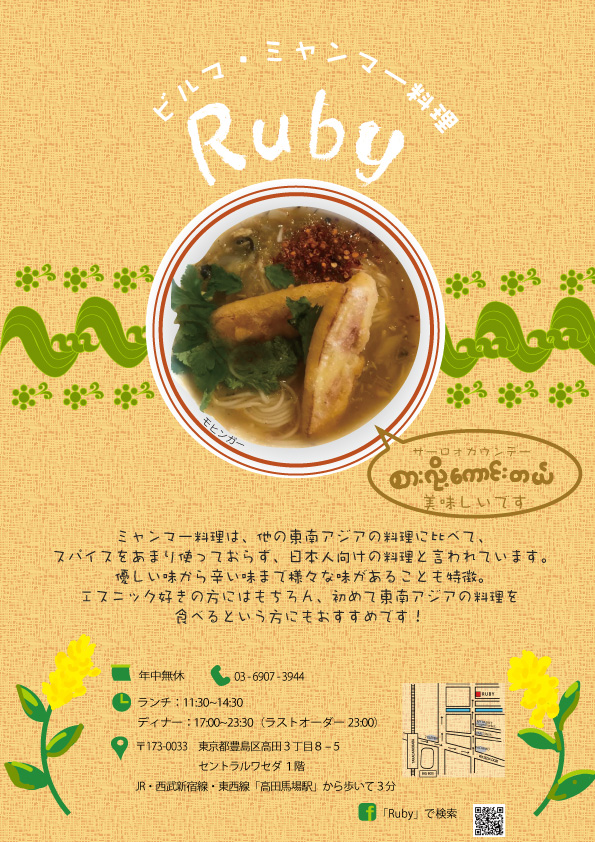 ビルマ・ミャンマー料理
Ruby
モヒンガー
サーロォカウンデー
စားလို့ကောင်းတယ်
美味しいです
ミャンマー料理は、他の東南アジアの料理に比べて、
スパイスをあまり使っておらず、日本人向けの料理と言われています。
優しい味から辛い味まで様々な味があることも特徴。
エスニック好きの方にはもちろん、初めて東南アジアの料理を
食べるという方にもおすすめです！
年中無休
03-6907-3944
ランチ：11:30~14:30
ディナー：17:00~23:30（ラストオーダー 23:00）
〒173-0033　東京都豊島区高田３丁目８−５
セントラルワセダ １階
JR・西武新宿線・東西線「高田馬場駅」から歩いて３分
RUBY
「Ruby」で検索